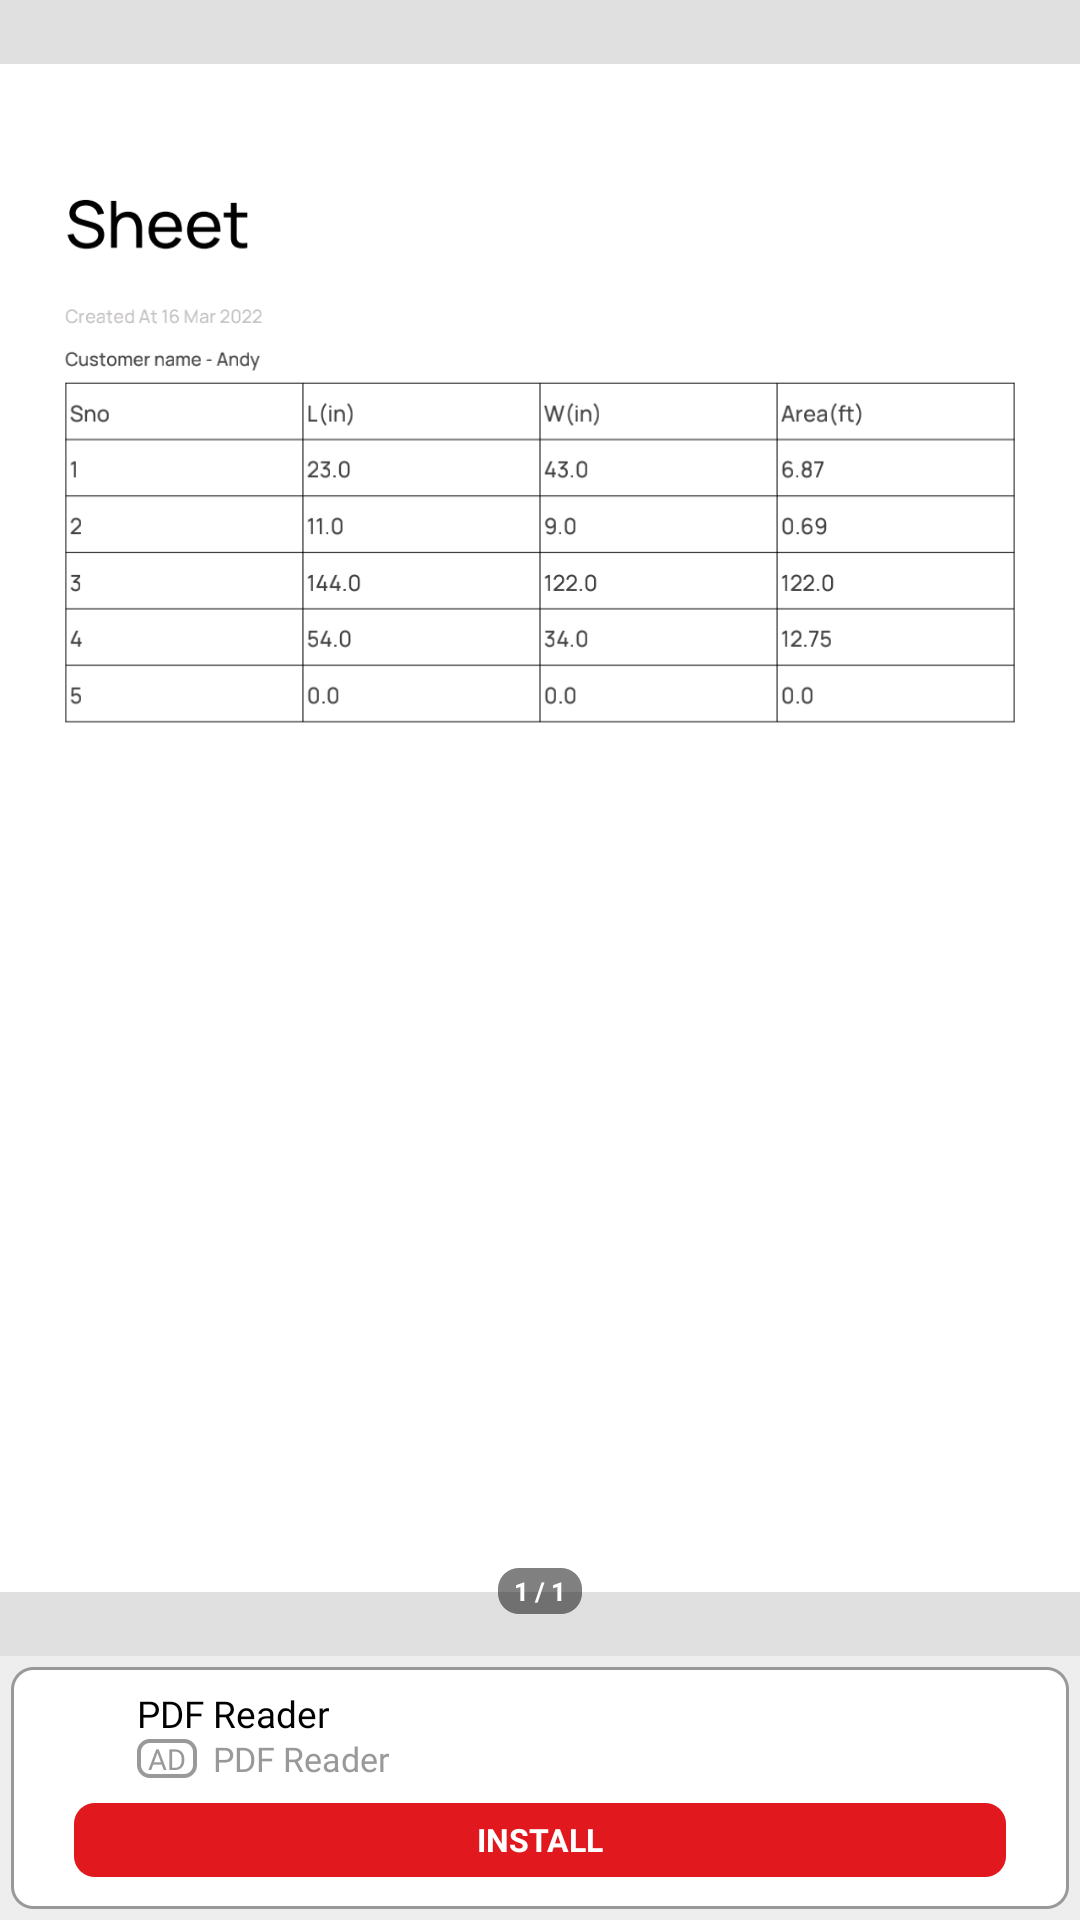 Sheet
Created At 16 Mar 2022
Customer name - Andy
Sno L(in) W(in) Area(ft)
1 23.0 43.0 6.87
2 11.0 9.0 0.69
3 144.0 122.0 122.0
4 54.0 34.0 12.75
5 0.0 0.0 0.0
1 / 1
PDF Reader
AD PDF Reader
INSTALL